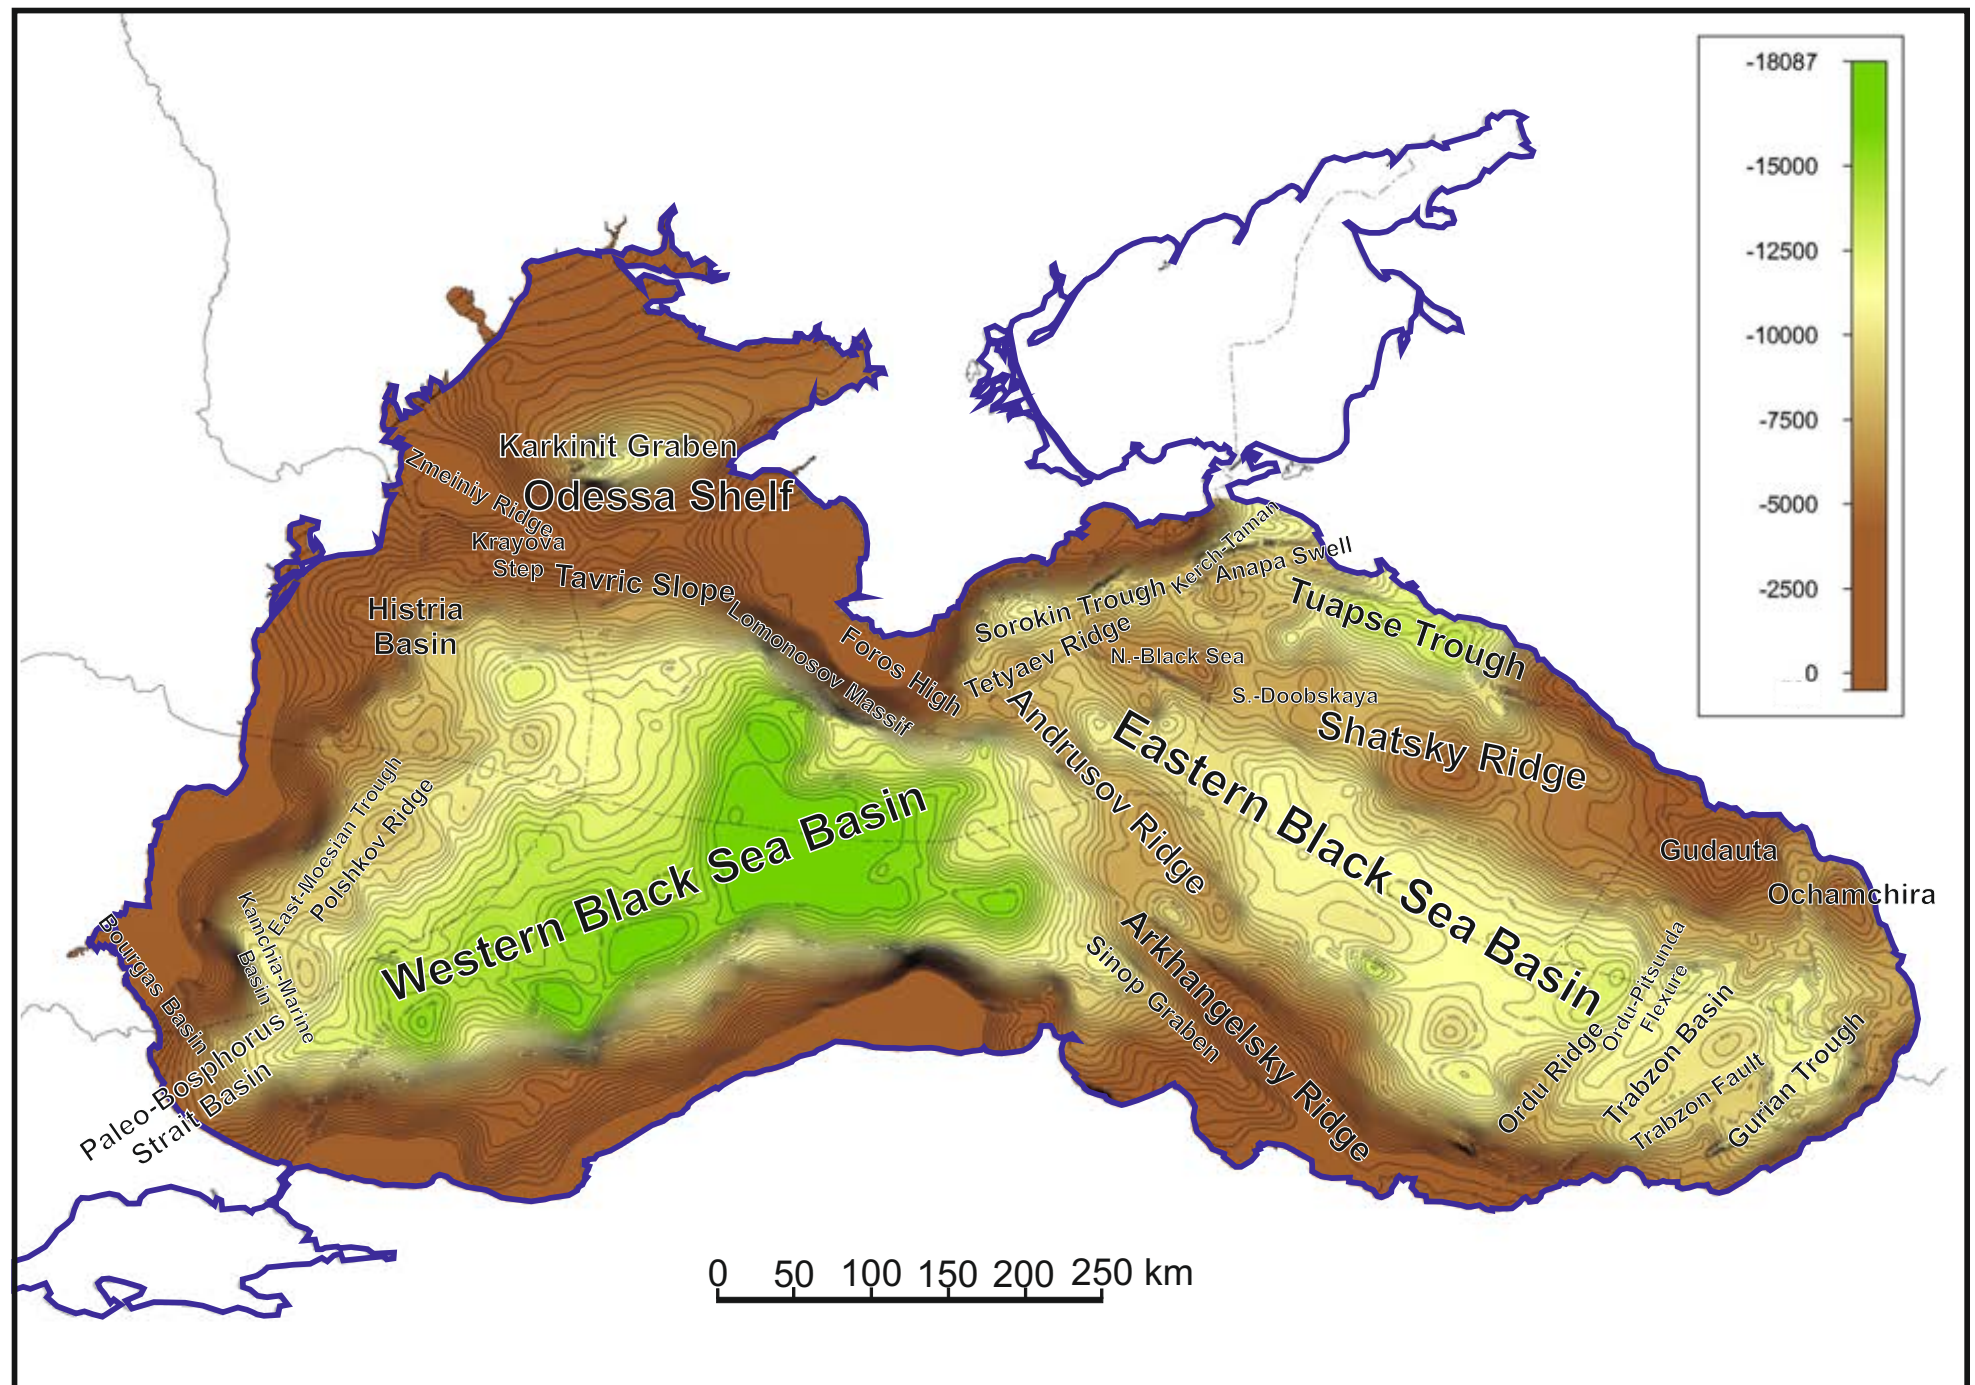 -18087
-15000
-12500
-10000
-7500
-5000
-2500
0
Karkinit Graben
Zmeiniy Ridge
Odessa Shelf
Krayova
Step
Tavric Slope
Histria
Basin
Lomonosov Massif
Foros High
Sorokin Trough
Kerch-Taman
Anapa Swell
Tuapse Trough
Tetyaev Ridge
N.-Black Sea
S.-Doobskaya
Shatsky Ridge
Andrusov Ridge
Eastern Black Sea Basin
Western Black Sea Basin
East-Moesian Trough
Polshkov Ridge
Kamchia-Marine
Basin
Bourgas Basin
Paleo-Bosphorus
Strait Basin
Gudauta
Ochamchira
Arkhangelsky Ridge
Sinop Graben
Ordu-Pitsunda
Flexure
Ordu Ridge
Trabzon Basin
Trabzon Fault
Gurian Trough
0 50 100 150 200 250 km